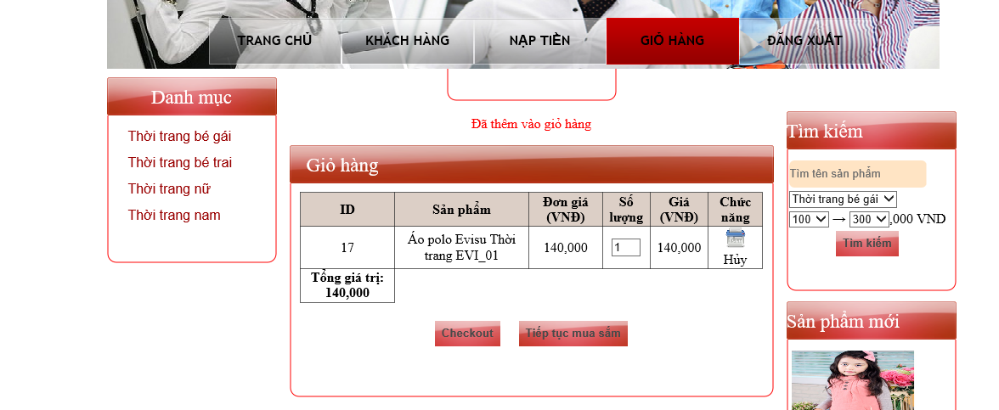 TRANG CHỦ
KHÁCH HÀNG
NẠP TIỀN
GIỎ HÀNG
ĐĂNG XUẤT
Danh mục
Thời trang bé gái
Thời trang bé trai
Thời trang nữ
Thời trang nam
Đã thêm vào giỏ hàng
Giỏ hàng
ID Sản phẩm Đơn giá (VNĐ) Số lượng Giá (VNĐ) Chức năng
17 Áo polo Evisu Thời trang EVI_01 140,000 1 140,000 Hủy
Tổng giá trị:
140,000
Checkout Tiếp tục mua sắm
Tìm kiếm
Tìm tên sản phẩm
Thời trang bé gái
100 → 300 ,000 VND
Tìm kiếm
Sản phẩm mới